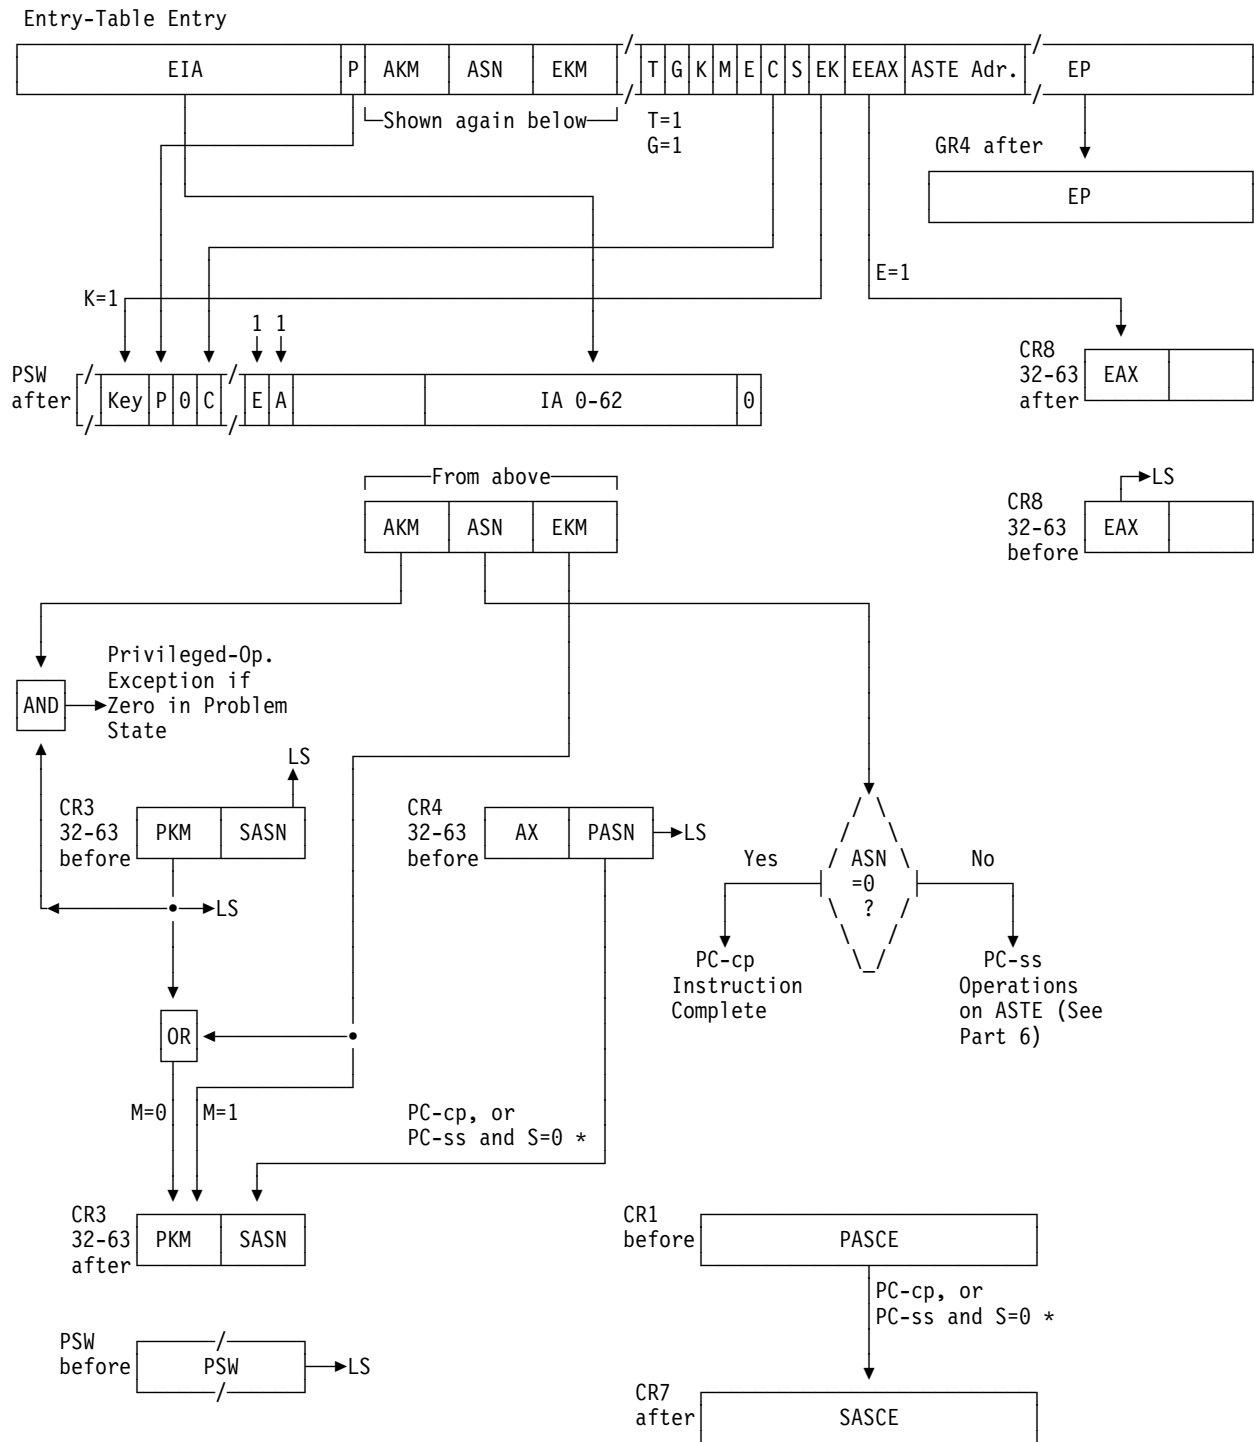 Entry-Table Entry
EIA P AKM ASN EKM T G K M E C S EK EEAX ASTE Adr. EP
Shown again below
T=1
G=1
GR4 after
EP
E=1
K=1
1 1
PSW
after
Key P 0 C E A IA 0-62 0
CR8
32-63
after
EAX
From above
AKM ASN EKM
LS
CR8
32-63
before
EAX
Privileged-Op.
Exception if
Zero in Problem
State
AND
LS
CR3
32-63
before
PKM SASN
CR4
32-63
before
AX PASN
LS
Yes
ASN
=0
?
No
LS
PC-cp
Instruction
Complete
PC-ss
Operations
on ASTE (See
Part 6)
OR
M=0
M=1
PC-cp, or
PC-ss and S=0 *
CR3
32-63
after
PKM SASN
CR1
before
PASCE
PC-cp, or
PC-ss and S=0 *
PSW
before
PSW
LS
CR7
after
SASCE